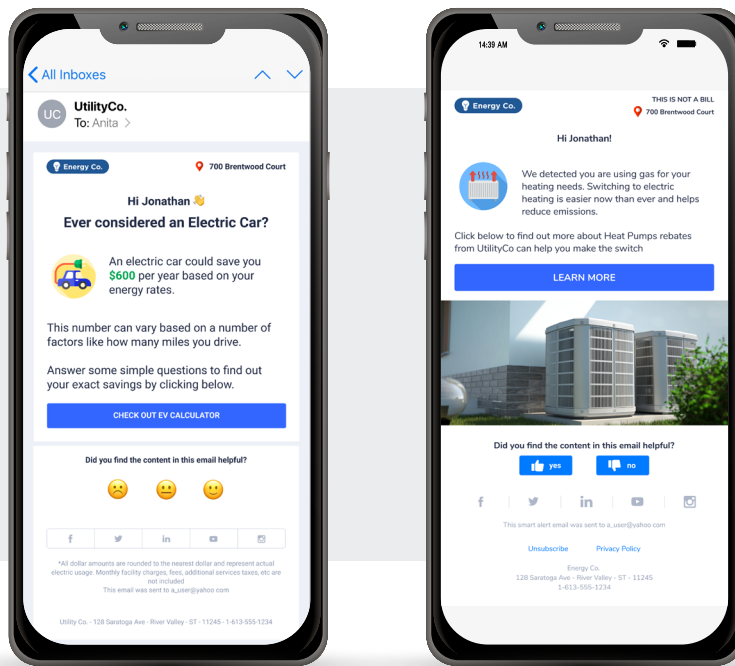 All Inboxes
UC
UtilityCo.
To: Anita >
Energy Co.
700 Brentwood Court
Hi Jonathan 👋
Ever considered an Electric Car?
An electric car could save you
$600 per year based on your
energy rates.
This number can vary based on a number of
factors like how many miles you drive.
Answer some simple questions to find out
your exact savings by clicking below.
CHECK OUT EV CALCULATOR
Did you find the content in this email helpful?
*All dollar amounts are rounded to the nearest dollar and represent actual
electric usage. Monthly facility charges, fees, additional services taxes, etc are
not included
This email was sent to a_user@yahoo com
Utility Co. - 128 Saratoga Ave - River Valley - ST - 11245 - 1-613-555-1234
14:39 AM
Energy Co.
THIS IS NOT A BILL
700 Brentwood Court
Hi Jonathan!
We detected you are using gas for your
heating needs. Switching to electric
heating is easier now than ever and helps
reduce emissions.
Click below to find out more about Heat Pumps rebates
from UtilityCo can help you make the switch
LEARN MORE
Did you find the content in this email helpful?
yes
no
This smart alert email was sent to a_user@yahoo com
Unsubscribe Privacy Policy
Energy Co.
128 Saratoga Ave - River Valley - ST - 11245
1-613-555-1234